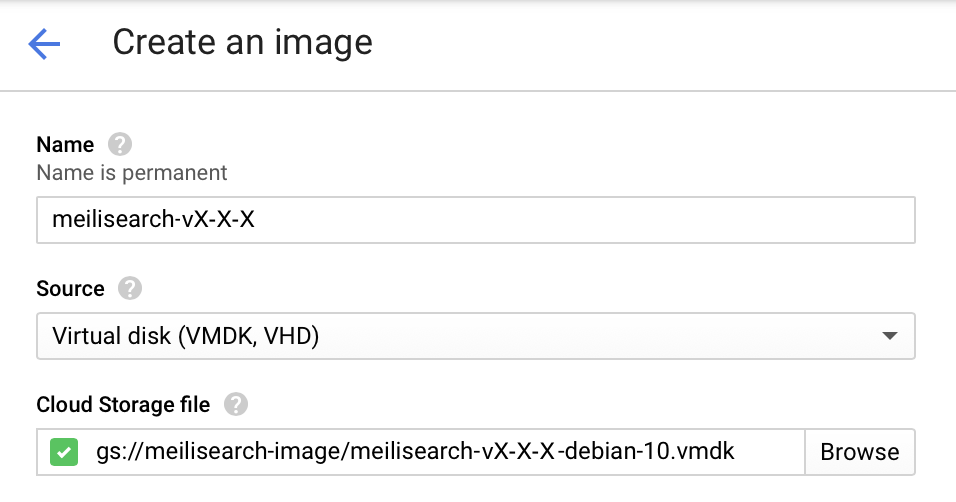 Create an image
Name ?
Name is permanent
meilisearch-vX-X-X
Source ?
Virtual disk (VMDK, VHD)
Cloud Storage file ?
gs://meilisearch-image/meilisearch-vX-X-X-debian-10.vmdk Browse